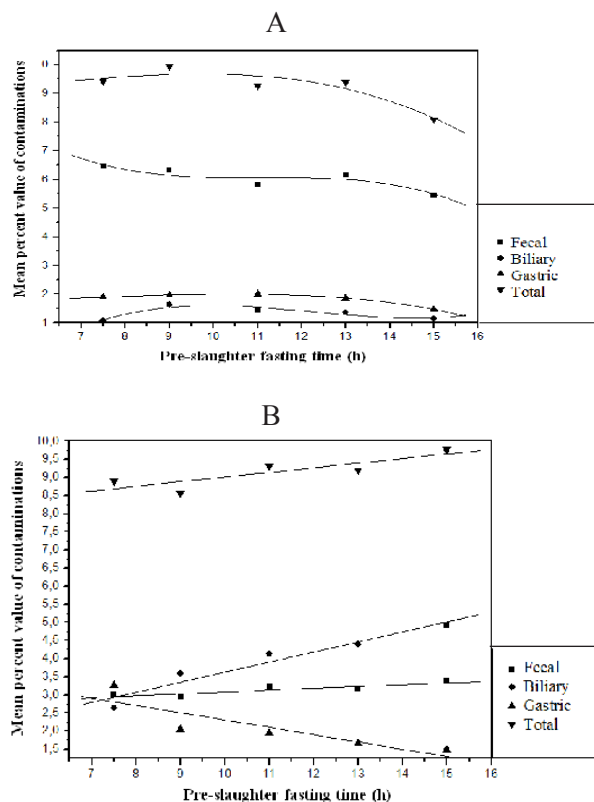 A
Mean percent value of contaminations
0
9
8
7
6
5
4
3
2
1
7 8 9 10 11 12 13 14 15 16
Pre-slaughter fasting time (h)
Fecal
Biliary
Gastric
Total
B
Mean percent value of contaminations
10,0
9,5
9,0
8,5
8,0
7,5
7,0
6,5
6,0
5,5
5,0
4,5
4,0
3,5
3,0
2,5
2,0
1,5
7 8 9 10 11 12 13 14 15 16
Pre-slaughter fasting time (h)
Fecal
Biliary
Gastric
Total